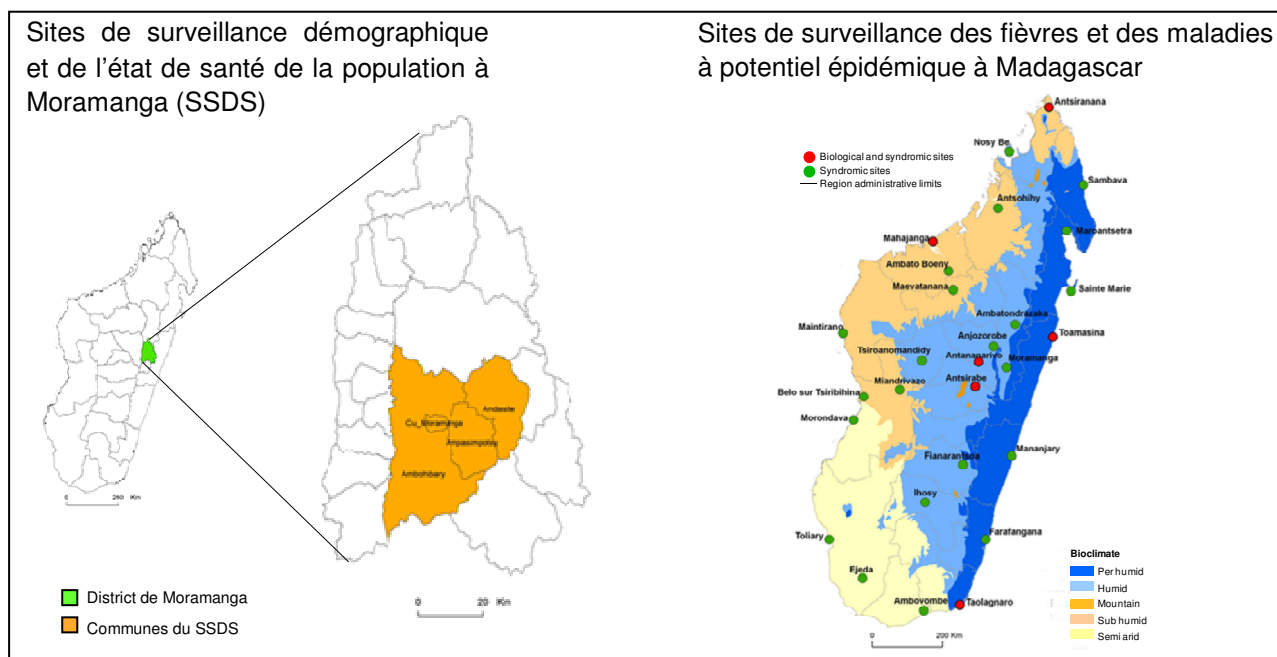 Sites de surveillance démographique
et de l'état de santé de la population à
Moramanga (SSDS)
Andasibe
Cu_Moramanga
Ampasimpotsy
Ambohibary
0 260 Km
0 20 Km
District de Moramanga
Communes du SSDS
Sites de surveillance des fièvres et des maladies
à potentiel épidémique à Madagascar
Antsiranana
Nosy Be
Biological and syndromic sites
Syndromic sites
Region administrative limits
Sambava
Antsohihy
Maroantsetra
Mahajanga
Ambato Boeny
Maevatanana
Sainte Marie
Ambatondrazaka
Maintirano
Toamasina
Anjozorobe
Tsiroanomandidy
Antananarivo
Moramanga
Antsirabe
Miandrivazo
Belo sur Tsiribihina
Morondava
Mananjary
Fianarantsoa
Ihosy
Toliary
Farafangana
Ejeda
Ambovombe
Taolagnaro
0 200 Km
Bioclimate
Per humid
Humid
Mountain
Sub humid
Semi arid